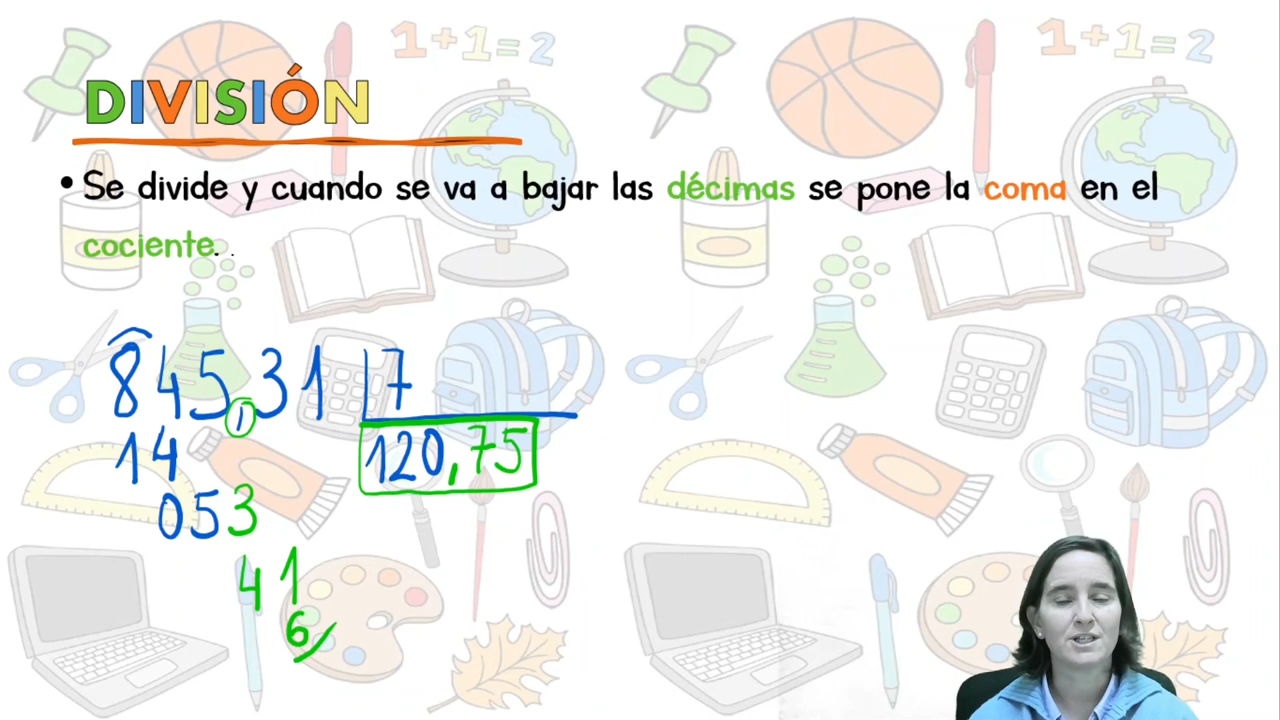 1+1=2
1+1=2
DIVISIÓN
• Se divide y cuando se va a bajar las décimas se pone la coma en el
cociente. .
845,31 7
14 120,75
053
41
6